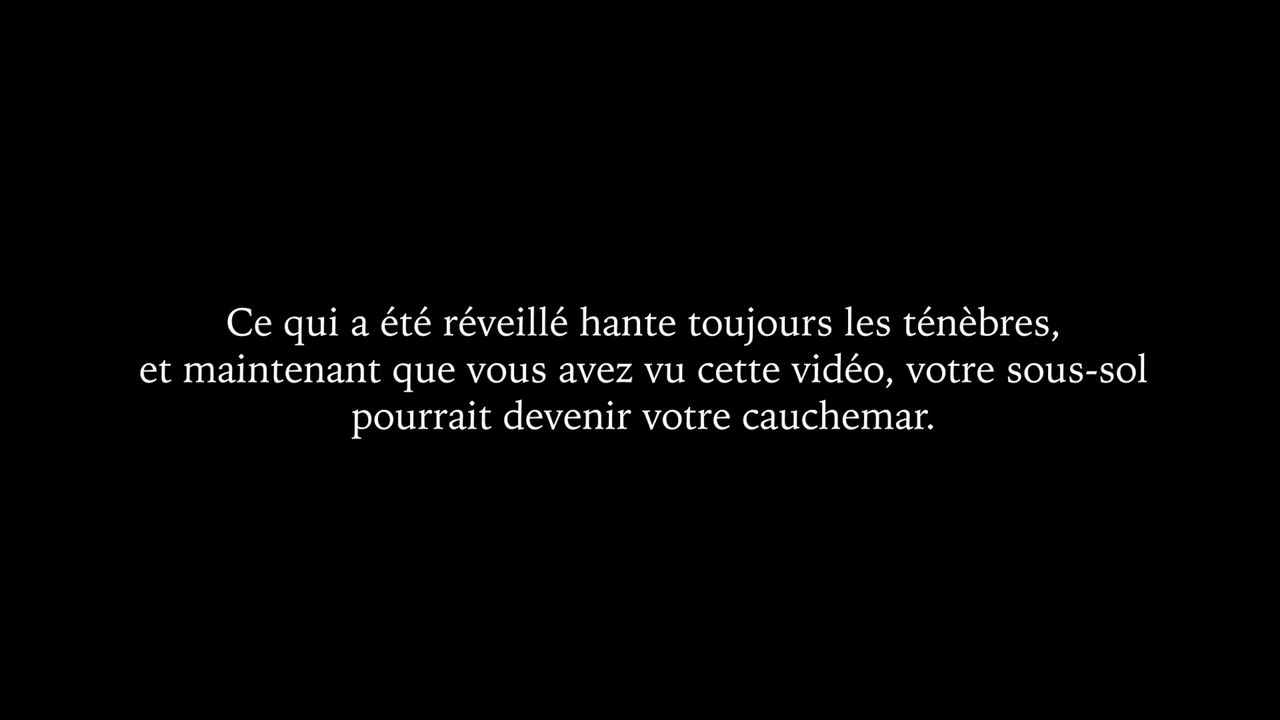 Ce qui a été réveillé hante toujours les ténèbres,
et maintenant que vous avez vu cette vidéo, votre sous-sol
pourrait devenir votre cauchemar.